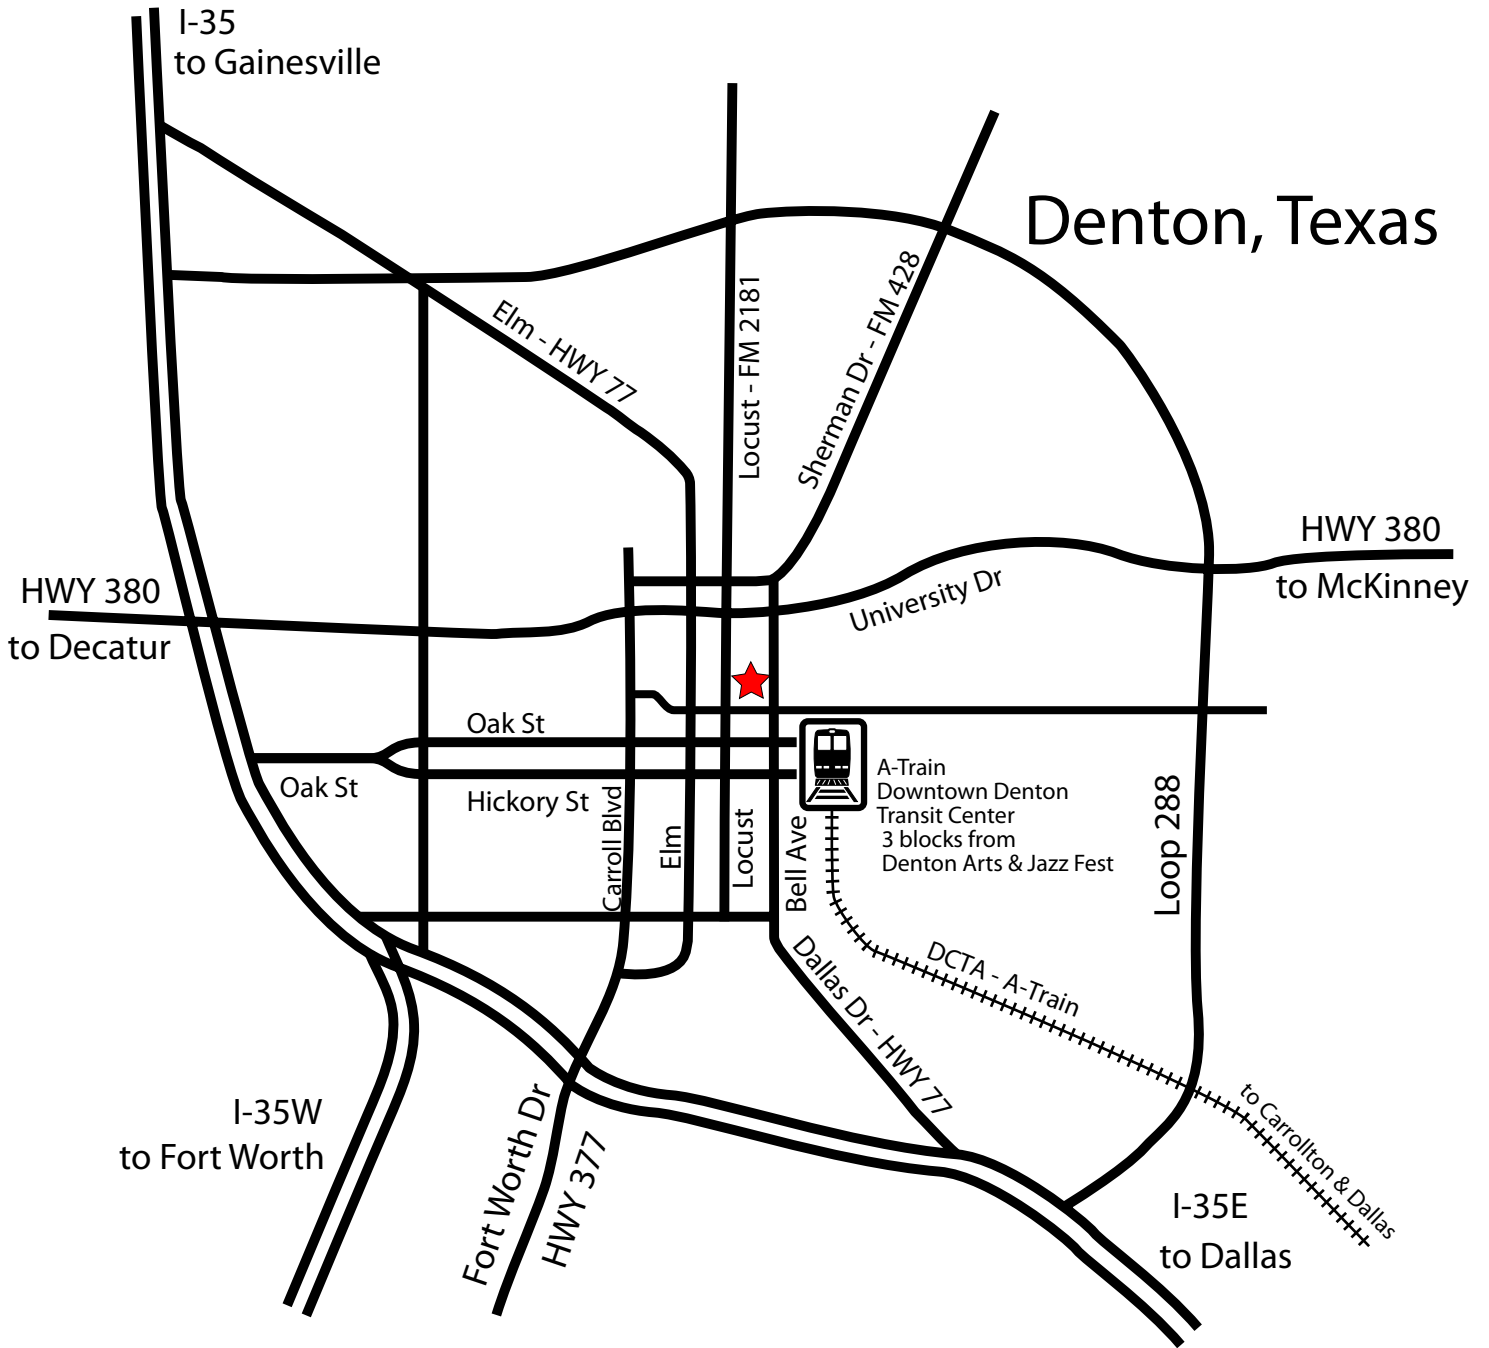 I-35
to Gainesville
Denton, Texas
Elm - HWY 77
Locust - FM 2181
Sherman Dr - FM 428
HWY 380
to McKinney
HWY 380
to Decatur
University Dr
Oak St
Oak St
Hickory St
Carroll Blvd
Elm
Locust
Bell Ave
A-Train
Downtown Denton
Transit Center
3 blocks from
Denton Arts & Jazz Fest
Loop 288
DCTA - A-Train
Dallas Dr - HWY 77
to Carrollton & Dallas
I-35W
to Fort Worth
Fort Worth Dr
HWY 377
I-35E
to Dallas